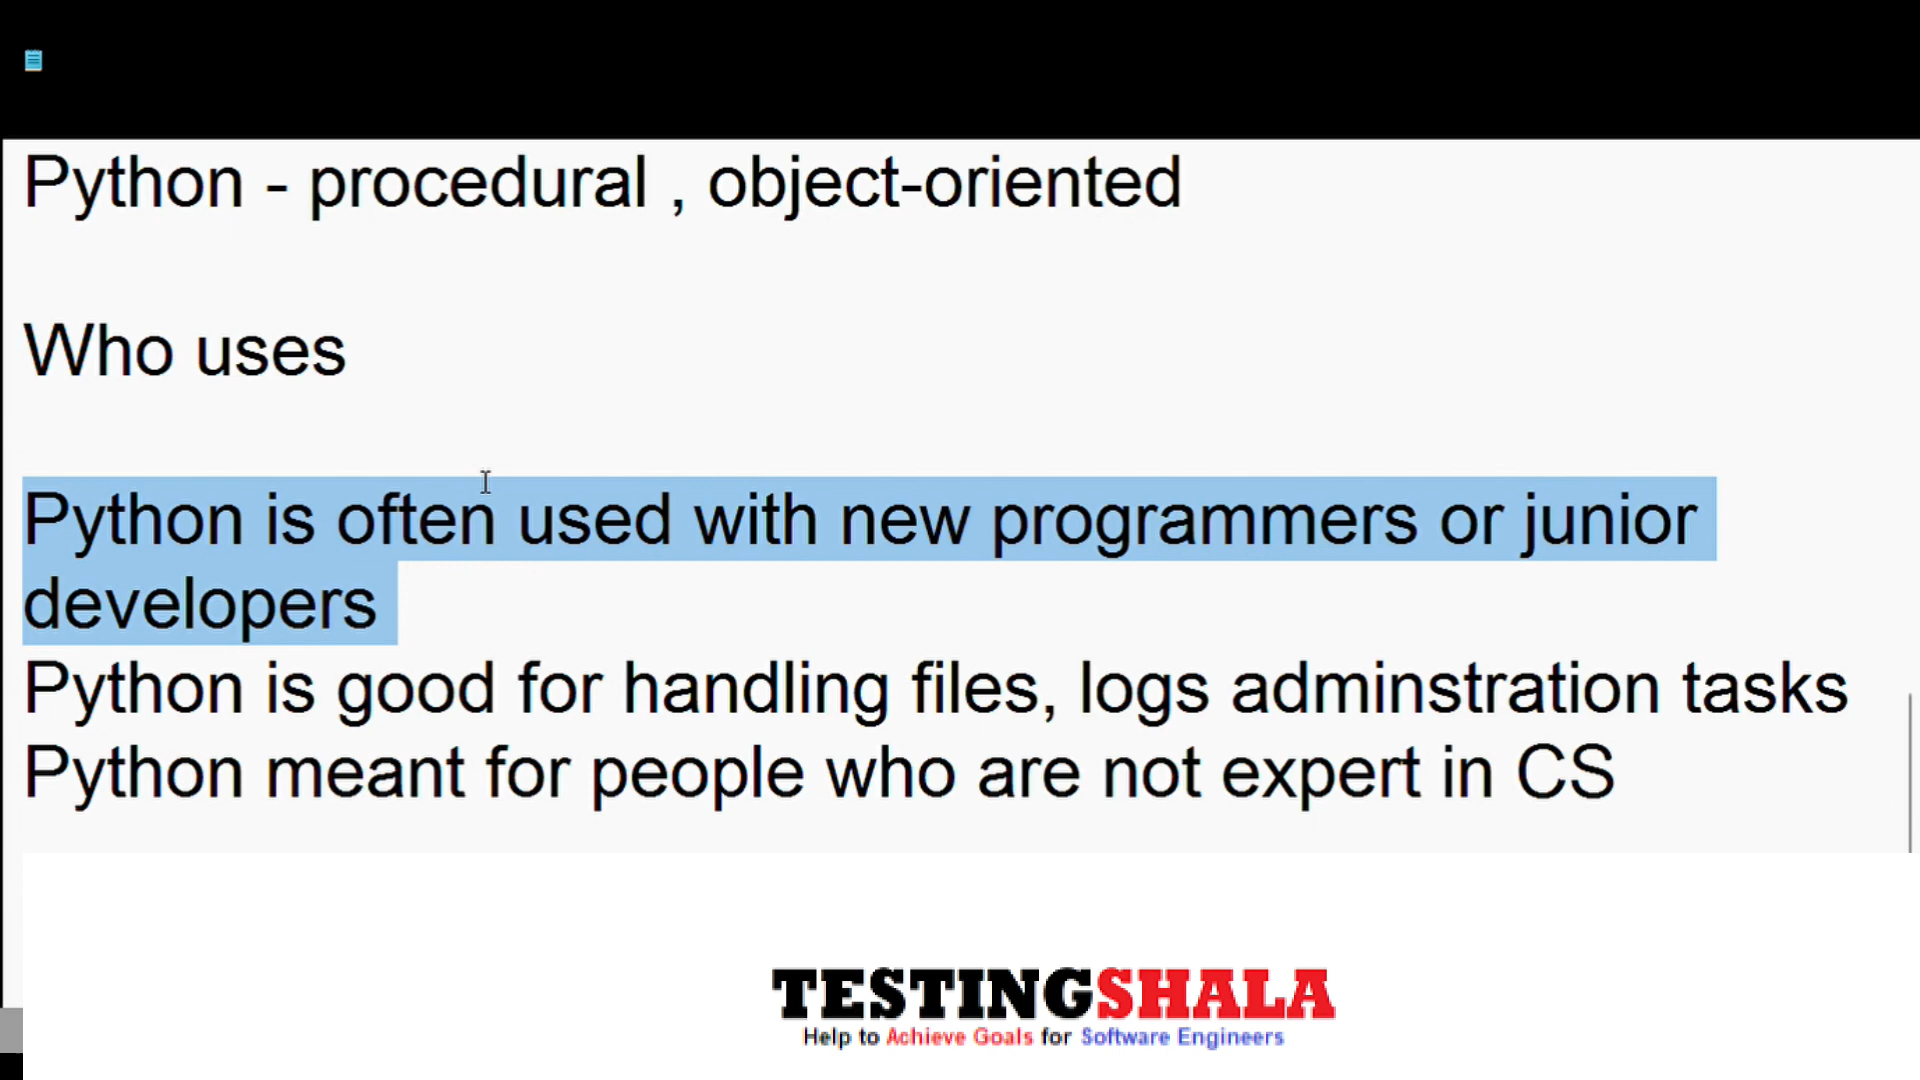 Python - procedural , object-oriented
Who uses
Python is often used with new programmers or junior
developers
Python is good for handling files, logs adminstration tasks
Python meant for people who are not expert in CS
TESTINGSHALA
Help to Achieve Goals for Software Engineers